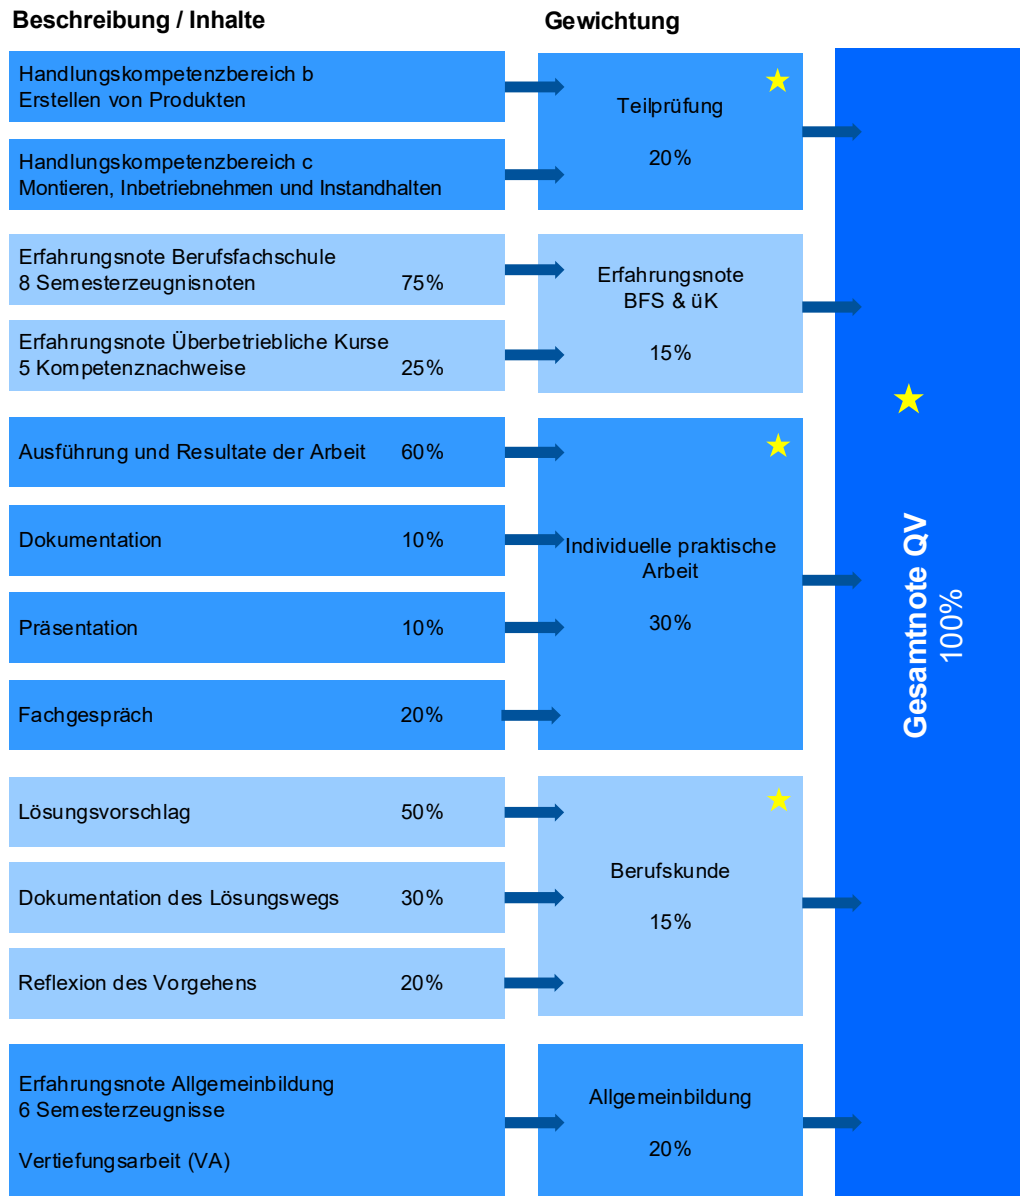 Beschreibung / Inhalte
Gewichtung
Handlungskompetenzbereich b
Erstellen von Produkten
Handlungskompetenzbereich c
Montieren, Inbetriebnehmen und Instandhalten
Teilprüfung
20%
Erfahrungsnote Berufsfachschule
8 Semesterzeugnisnoten 75%
Erfahrungsnote Überbetriebliche Kurse
5 Kompetenznachweise 25%
Erfahrungsnote
BFS & üK
15%
Ausführung und Resultate der Arbeit 60%
Dokumentation 10%
Präsentation 10%
Fachgespräch 20%
Individuelle praktische
Arbeit
30%
Lösungsvorschlag 50%
Dokumentation des Lösungswegs 30%
Reflexion des Vorgehens 20%
Berufskunde
15%
Erfahrungsnote Allgemeinbildung
6 Semesterzeugnisse
Vertiefungsarbeit (VA)
Allgemeinbildung
20%
Gesamtnote QV
100%